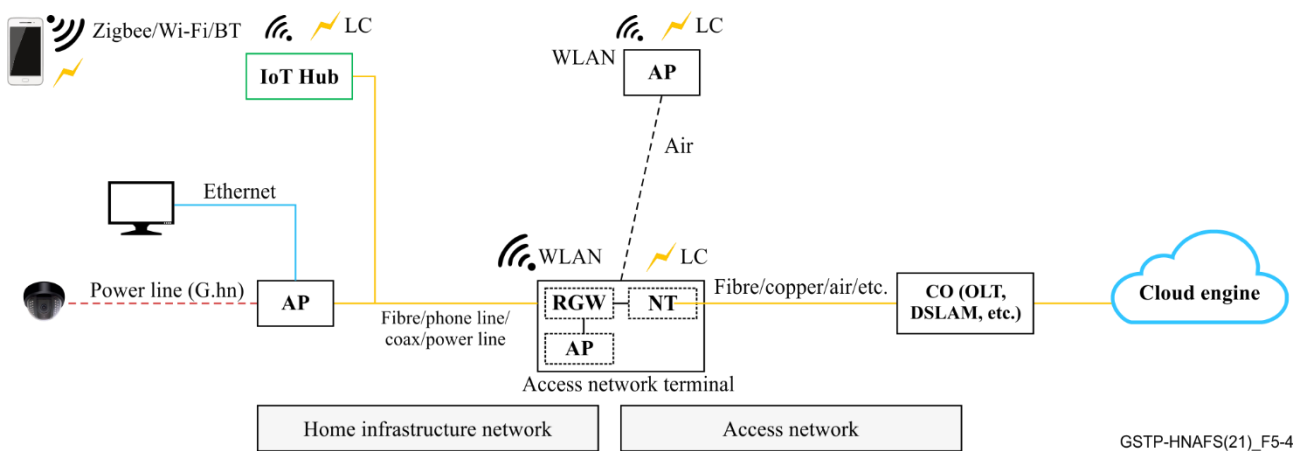 Zigbee/Wi-Fi/BT
LC
IoT Hub
LC
WLAN
AP
Air
Ethernet
Power line (G.hn)
AP
Fibre/phone line/
coax/power line
WLAN
LC
RGW
NT
AP
Access network terminal
Fibre/copper/air/etc.
CO (OLT,
DSLAM, etc.)
Cloud engine
Home infrastructure network
Access network
GSTP-HNAFS(21)_F5-4